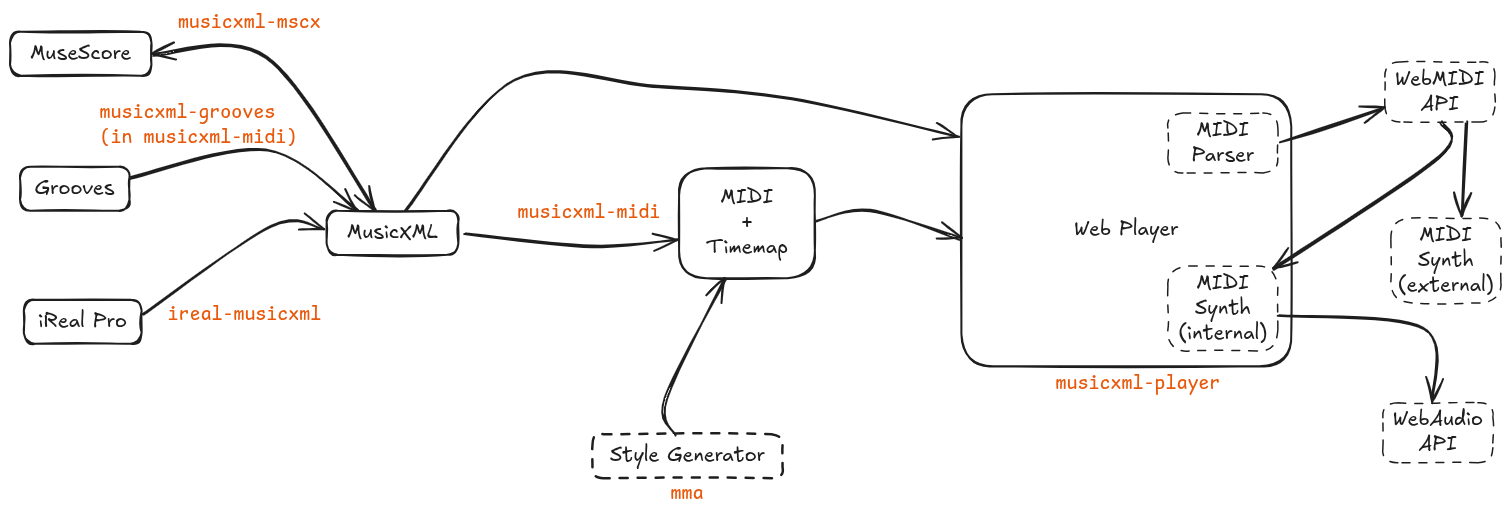 musicxml-mscx
MuseScore
musicxml-grooves
(in musicxml-midi)
Grooves
iReal Pro
ireal-musicxml
MusicXML
musicxml-midi
MIDI
+
Timemap
Style Generator
mma
Web Player
MIDI
Parser
MIDI
Synth
(internal)
musicxml-player
WebMIDI
API
MIDI
Synth
(external)
WebAudio
API